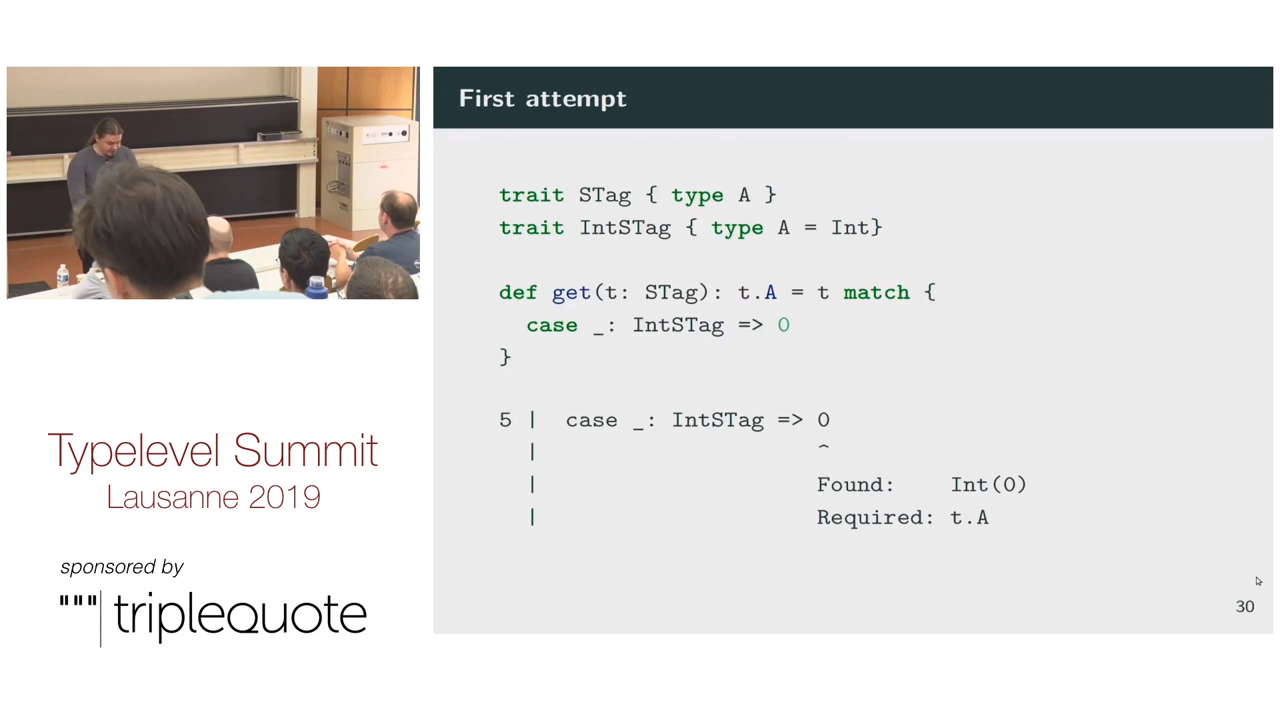 First attempt
trait STag { type A }
trait IntSTag { type A = Int}
def get(t: STag): t.A = t match {
case _: IntSTag => 0
}
5 |  case _: IntSTag => 0
| ^
| Found: Int(0)
| Required: t.A
30
Typelevel Summit
Lausanne 2019
sponsored by
"""|triplequote